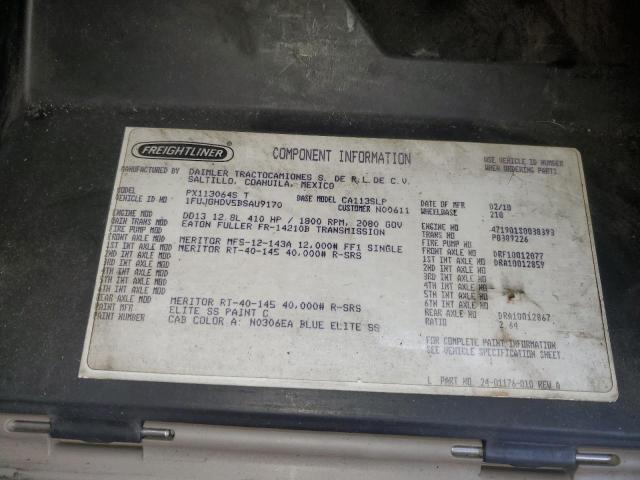 FREIGHTLINER
COMPONENT INFORMATION
USE VEHICLE ID NUMBER
WHEN ORDERING PARTS
MANUFACTURED BY DAIMLER TRACTOCAMIONES S. DE R.L.DE C.V.
SALTILLO, COAHUILA, MEXICO
MODEL PX113064S T
VEHICLE ID 1FUJGHDV5BSAU9170 BASE MODEL CA113SLP DATE OF MFR 02/10
CUSTOMER NO0611 WHEELBASE 210
ENGINE MOD DD13 12.8L 410 HP / 1800 RPM, 2080 GOV ENGINE NO 471901S0038393
MAIN TRANS MOD EATON FULLER FR-14210B TRANSMISSION TRANS NO P0309226
FIRE PUMP MOD FIRE PUMP NO
FF AXLE MOD MERITOR MFS-12-143A 12,000# FF1 SINGLE FF AXLE NO DRF10012077
1ST INT AXLE MOD MERITOR RT-40-145 40,000# R-SRS 1ST INT AXLE NO DRA10012859
2ND INT AXLE MOD 2ND INT AXLE NO
3RD INT AXLE MOD 3RD INT AXLE NO
4TH INT AXLE MOD 4TH INT AXLE NO
5TH INT AXLE MOD 5TH INT AXLE NO
6TH INT AXLE MOD 6TH INT AXLE NO
REAR AXLE MOD MERITOR RT-40-145 40,000# R-SRS REAR AXLE NO DRA10012867
PAINT MFR ELITE SS PAINT C RATIO 2.64
PAINT NUMBER CAB COLOR A: N0306EA BLUE ELITE SS
FOR COMPLETE PAINT INFORMATION
SEE VEHICLE SPECIFICATION SHEET.
PART NO. 24-01176-010 REV A